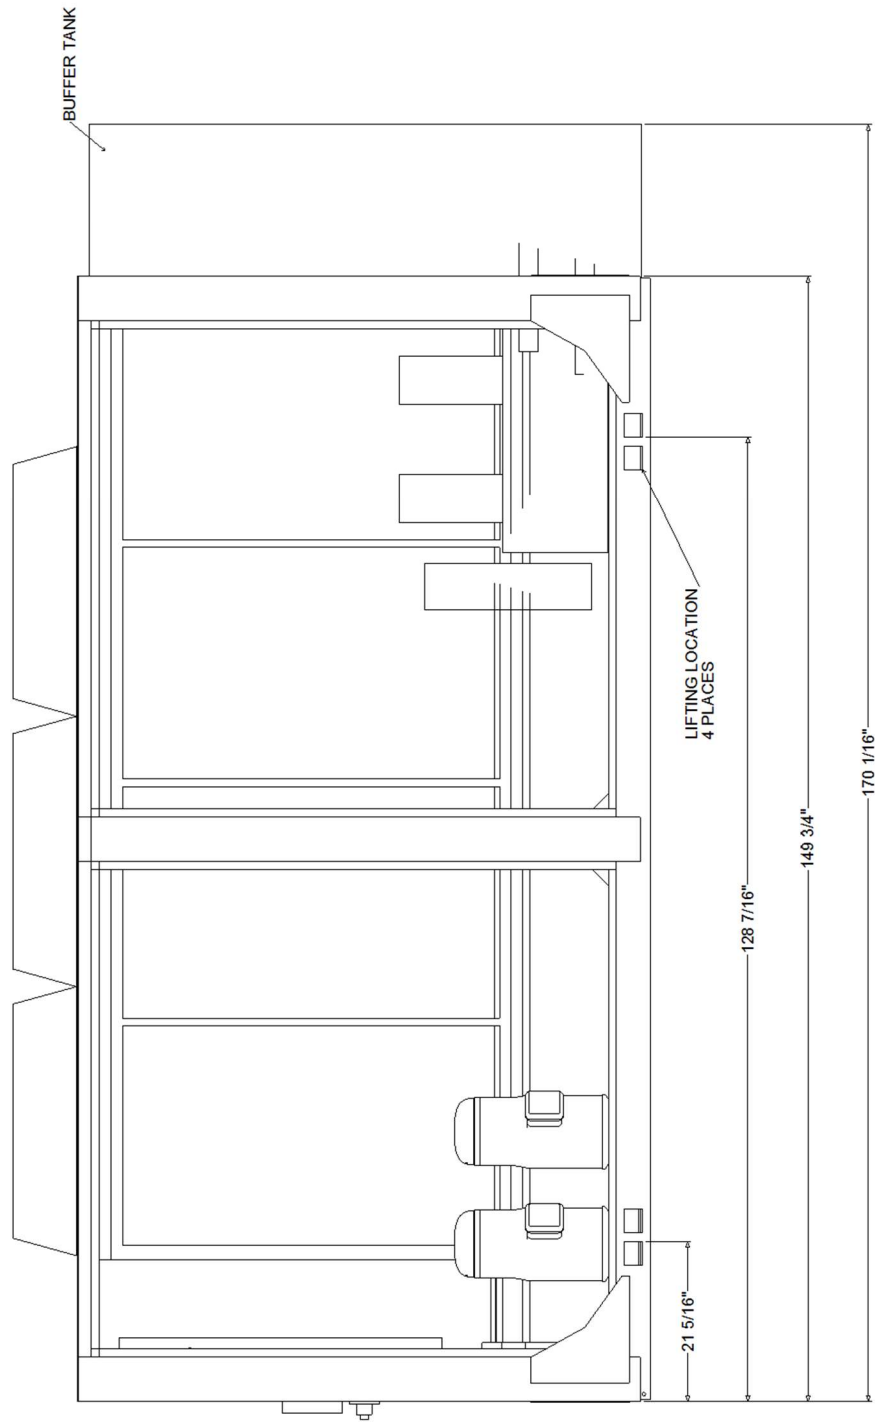 BUFFER TANK
LIFTING LOCATION
4 PLACES
21 5/16"
128 7/16"
149 3/4"
170 1/16"